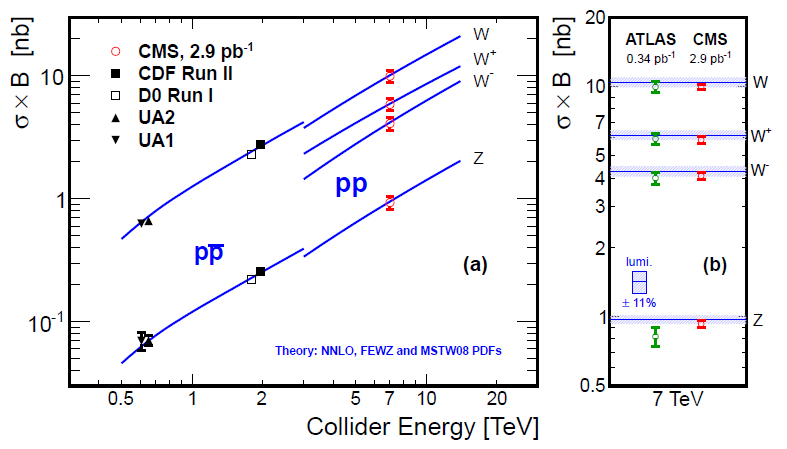 σ × B [nb]
10
1
10⁻¹
CMS, 2.9 pb⁻¹
CDF Run II
D0 Run I
UA2
UA1
W
W⁺
W⁻
Z
pp
pp̅
(a)
Theory: NNLO, FEWZ and MSTW08 PDFs
0.5 1 2 5 7 10 20
Collider Energy [TeV]
σ × B [nb]
20
10
7
5
4
3
2
1
0.5
ATLAS CMS
0.34 pb⁻¹ 2.9 pb⁻¹
W
W⁺
W⁻
lumi.
± 11%
(b)
Z
7 TeV